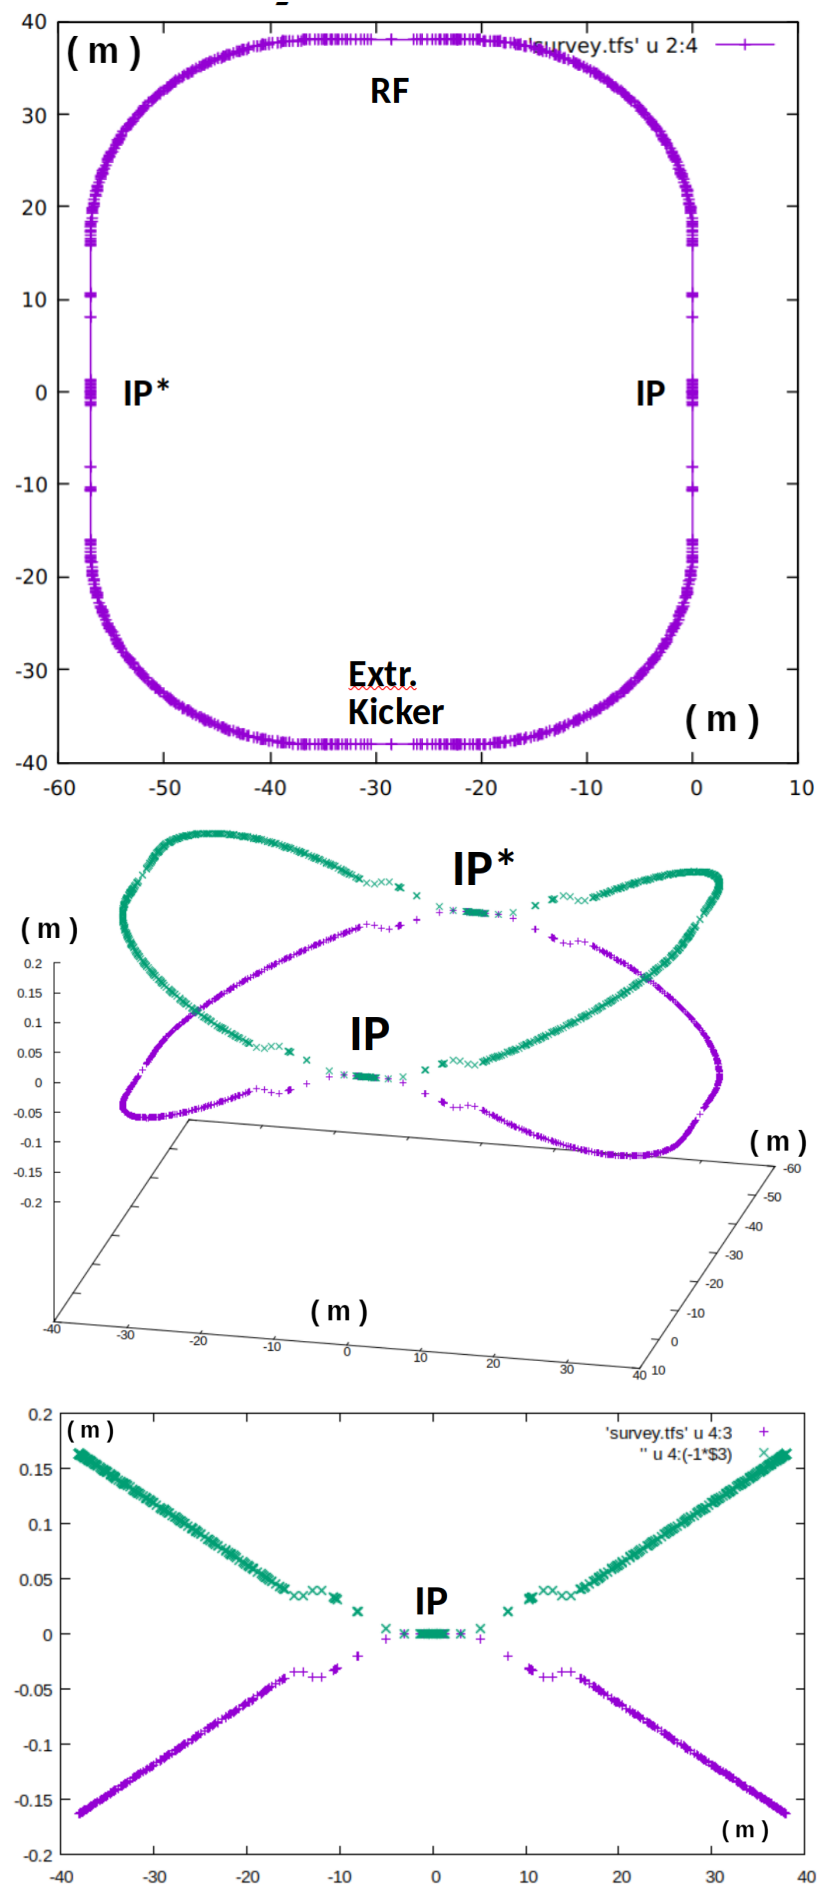 40
( m )
'survey.tfs' u 2:4
RF
30
20
10
0
IP*
IP
-10
-20
-30
Extr.
Kicker
( m )
-40
-60 -50 -40 -30 -20 -10 0 10
IP*
( m )
0.2
0.15
0.1
IP
0.05
0
-0.05
-0.1
( m )
-0.15
-60
-50
-0.2
-40
-30
-20
( m )
-10
-40 -30 -20 -10 0 10 20 30 40
0
10
0.2
( m )
'survey.tfs' u 4:3
'' u 4:(-1*$3)
0.15
0.1
0.05
IP
0
-0.05
-0.1
-0.15
( m )
-0.2
-40 -30 -20 -10 0 10 20 30 40